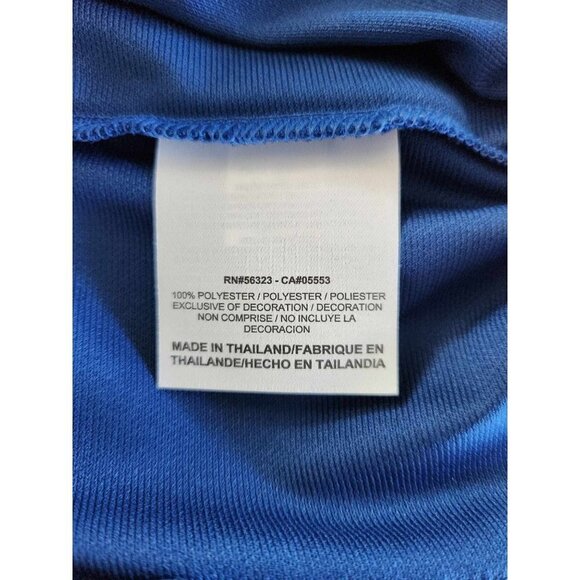 RN#56323 - CA#05553
100% POLYESTER / POLYESTER / POLIESTER
EXCLUSIVE OF DECORATION / DECORATION
NON COMPRISE / NO INCLUYE LA
DECORACION
MADE IN THAILAND/FABRIQUE EN
THAILANDE/HECHO EN TAILANDIA